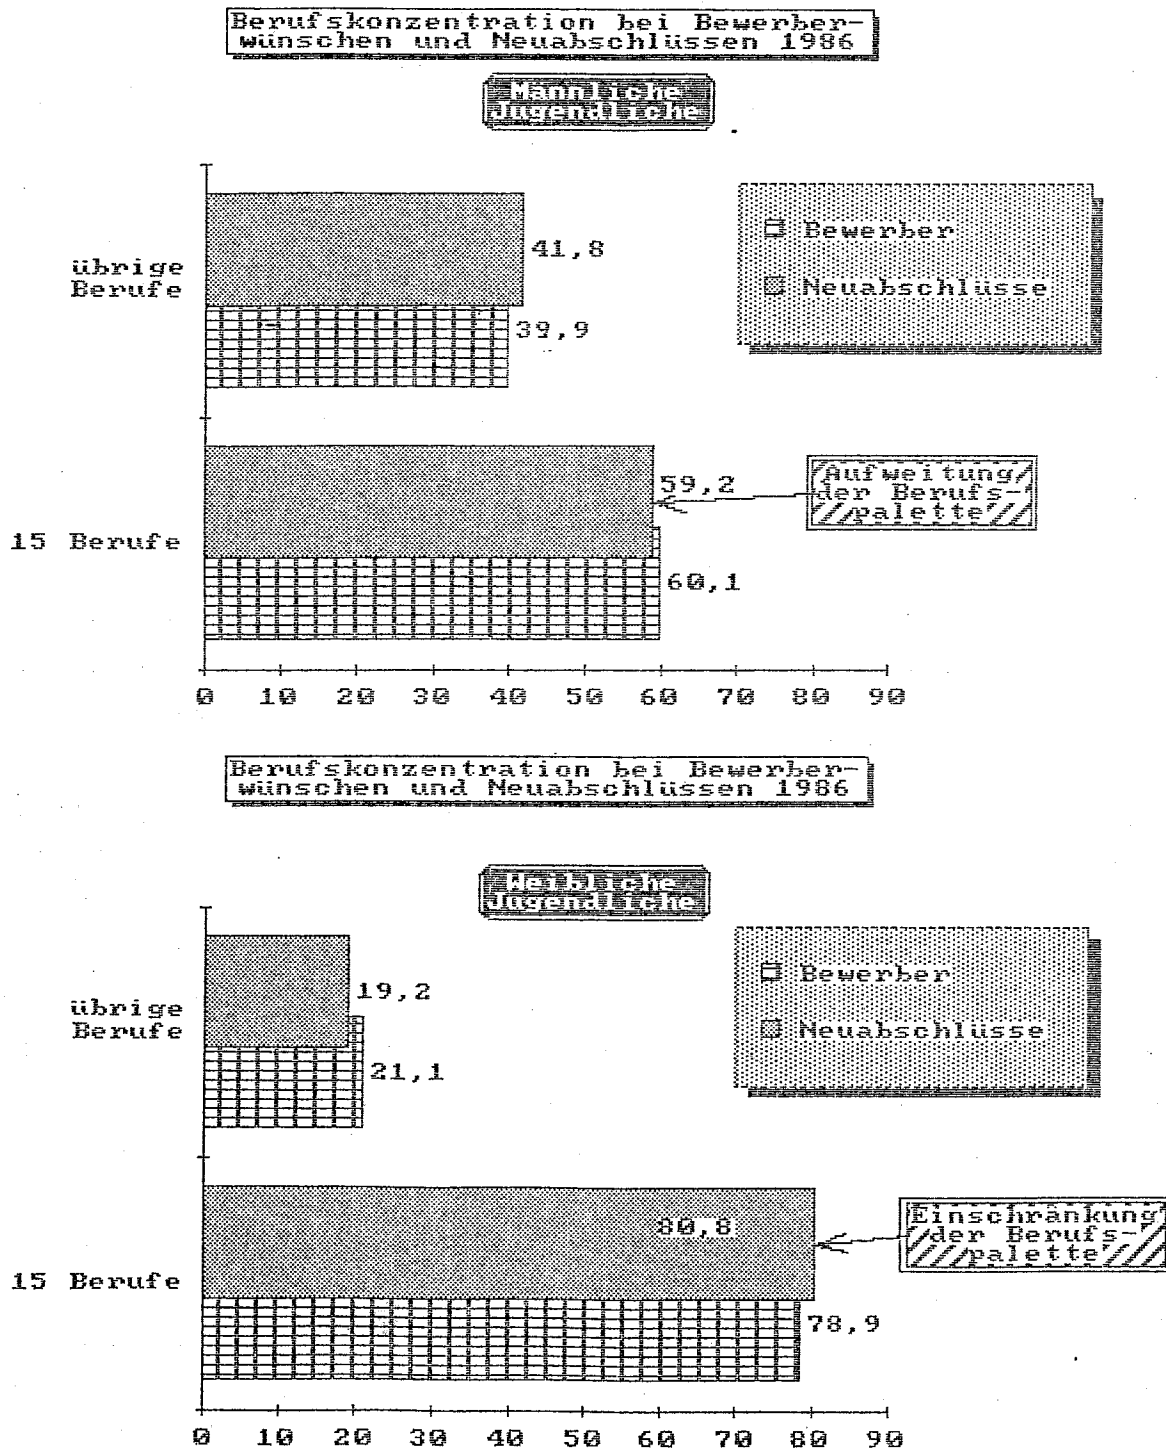 Berufskonzentration bei Bewerber-
wünschen und Neuabschlüssen 1986
Männliche
Jugendliche
Bewerber
Neuabschlüsse
übrige
Berufe
41,8
39,9
15 Berufe
59,2
60,1
Aufweitung
der Berufs-
palette
0 10 20 30 40 50 60 70 80 90
Berufskonzentration bei Bewerber-
wünschen und Neuabschlüssen 1986
Weibliche
Jugendliche
Bewerber
Neuabschlüsse
übrige
Berufe
19,2
21,1
15 Berufe
80,8
78,9
Einschränkung
der Berufs-
palette
0 10 20 30 40 50 60 70 80 90